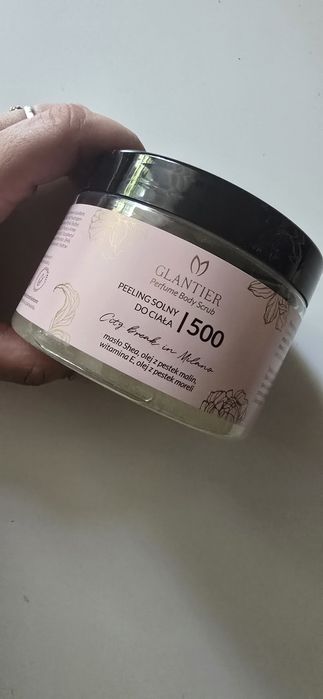 GLANTIER
Perfume Body Scrub
PEELING SOLNY
DO CIAŁA
|500
City Break in Milano
masło Shea, olej z pestek malin,
witamina E, olej z pestek moreli